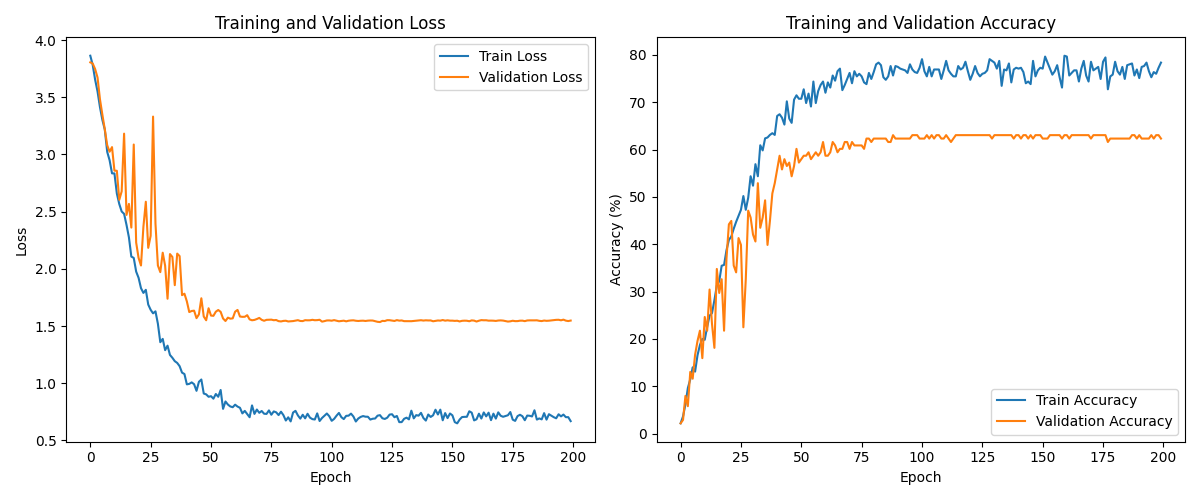 Training and Validation Loss
4.0
3.5
3.0
2.5
2.0
1.5
1.0
0.5
Loss
Train Loss
Validation Loss
0 25 50 75 100 125 150 175 200
Epoch
Training and Validation Accuracy
80
70
60
50
40
30
20
10
0
Accuracy (%)
Train Accuracy
Validation Accuracy
0 25 50 75 100 125 150 175 200
Epoch